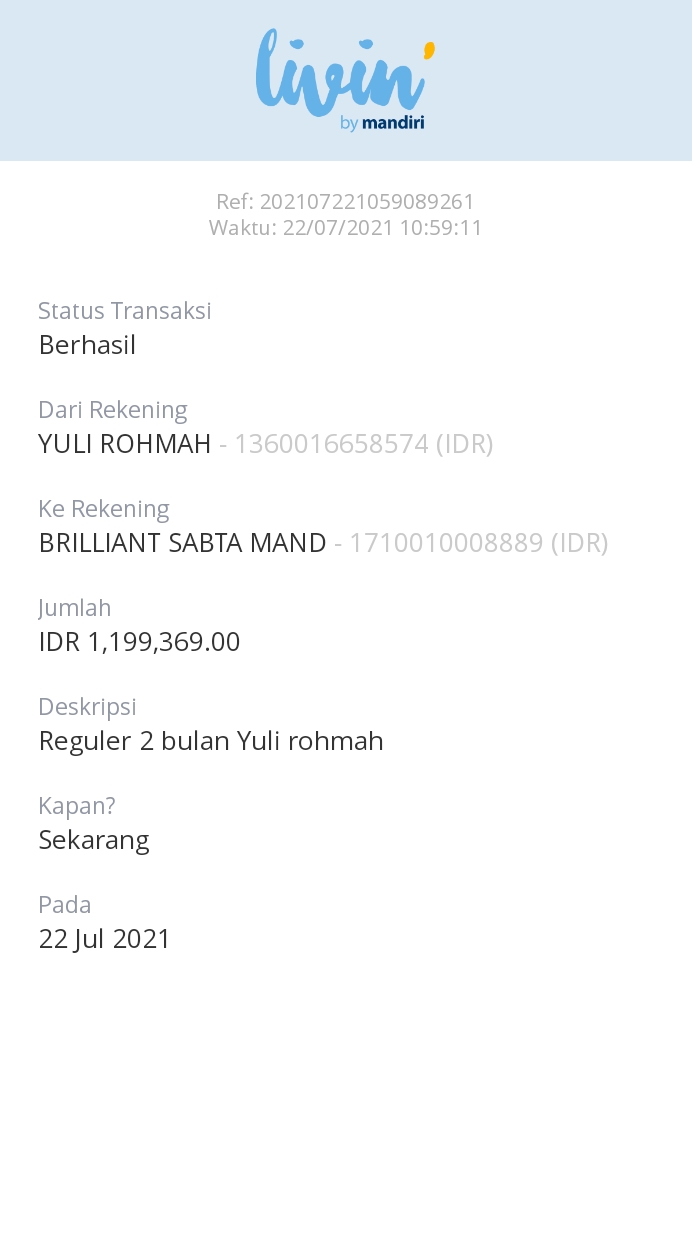 livin'
by mandiri
Ref: 202107221059089261
Waktu: 22/07/2021 10:59:11
Status Transaksi
Berhasil
Dari Rekening
YULI ROHMAH - 1360016658574 (IDR)
Ke Rekening
BRILLIANT SABTA MAND - 1710010008889 (IDR)
Jumlah
IDR 1,199,369.00
Deskripsi
Reguler 2 bulan Yuli rohmah
Kapan?
Sekarang
Pada
22 Jul 2021